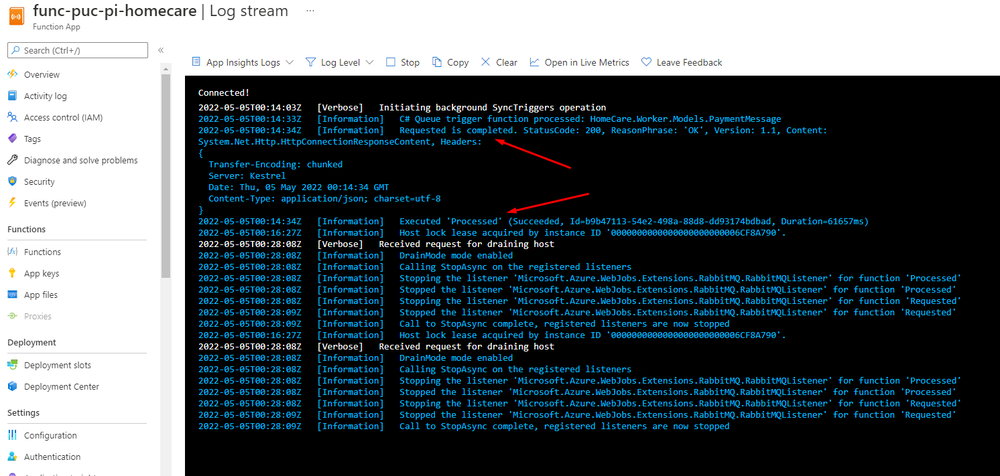 func-puc-pi-homecare | Log stream ...
Function App
Search (Ctrl+/)
«
Overview
Activity log
Access control (IAM)
Tags
Diagnose and solve problems
Security
Events (preview)
Functions
Functions
App keys
App files
Proxies
Deployment
Deployment slots
Deployment Center
Settings
Configuration
Authentication
App Insights Logs Log Level Stop Copy Clear Open in Live Metrics Leave Feedback
Connected!
2022-05-05T00:14:03Z [Verbose] Initiating background SyncTriggers operation
2022-05-05T00:14:33Z [Information] C# Queue trigger function processed: HomeCare.Worker.Models.PaymentMessage
2022-05-05T00:14:34Z [Information] Requested is completed. StatusCode: 200, ReasonPhrase: 'OK', Version: 1.1, Content:
System.Net.Http.HttpConnectionResponseContent, Headers:
{
Transfer-Encoding: chunked
Server: Kestrel
Date: Thu, 05 May 2022 00:14:34 GMT
Content-Type: application/json; charset=utf-8
}
2022-05-05T00:14:34Z [Information] Executed 'Processed' (Succeeded, Id=b9b47113-54e2-498a-88d8-dd93174bdbad, Duration=61657ms)
2022-05-05T00:16:27Z [Information] Host lock lease acquired by instance ID '0000000000000000000000006CF8A790'.
2022-05-05T00:28:08Z [Verbose] Received request for draining host
2022-05-05T00:28:08Z [Information] DrainMode mode enabled
2022-05-05T00:28:08Z [Information] Calling StopAsync on the registered listeners
2022-05-05T00:28:08Z [Information] Stopping the listener 'Microsoft.Azure.WebJobs.Extensions.RabbitMQ.RabbitMQListener' for function 'Processed'
2022-05-05T00:28:08Z [Information] Stopped the listener 'Microsoft.Azure.WebJobs.Extensions.RabbitMQ.RabbitMQListener' for function 'Processed'
2022-05-05T00:28:08Z [Information] Stopping the listener 'Microsoft.Azure.WebJobs.Extensions.RabbitMQ.RabbitMQListener' for function 'Requested'
2022-05-05T00:28:09Z [Information] Stopped the listener 'Microsoft.Azure.WebJobs.Extensions.RabbitMQ.RabbitMQListener' for function 'Requested'
2022-05-05T00:28:09Z [Information] Call to StopAsync complete, registered listeners are now stopped
2022-05-05T00:16:27Z [Information] Host lock lease acquired by instance ID '0000000000000000000000006CF8A790'.
2022-05-05T00:28:08Z [Verbose] Received request for draining host
2022-05-05T00:28:08Z [Information] DrainMode mode enabled
2022-05-05T00:28:08Z [Information] Calling StopAsync on the registered listeners
2022-05-05T00:28:08Z [Information] Stopping the listener 'Microsoft.Azure.WebJobs.Extensions.RabbitMQ.RabbitMQListener' for function 'Processed'
2022-05-05T00:28:08Z [Information] Stopped the listener 'Microsoft.Azure.WebJobs.Extensions.RabbitMQ.RabbitMQListener' for function 'Processed'
2022-05-05T00:28:08Z [Information] Stopping the listener 'Microsoft.Azure.WebJobs.Extensions.RabbitMQ.RabbitMQListener' for function 'Requested'
2022-05-05T00:28:09Z [Information] Stopped the listener 'Microsoft.Azure.WebJobs.Extensions.RabbitMQ.RabbitMQListener' for function 'Requested'
2022-05-05T00:28:09Z [Information] Call to StopAsync complete, registered listeners are now stopped